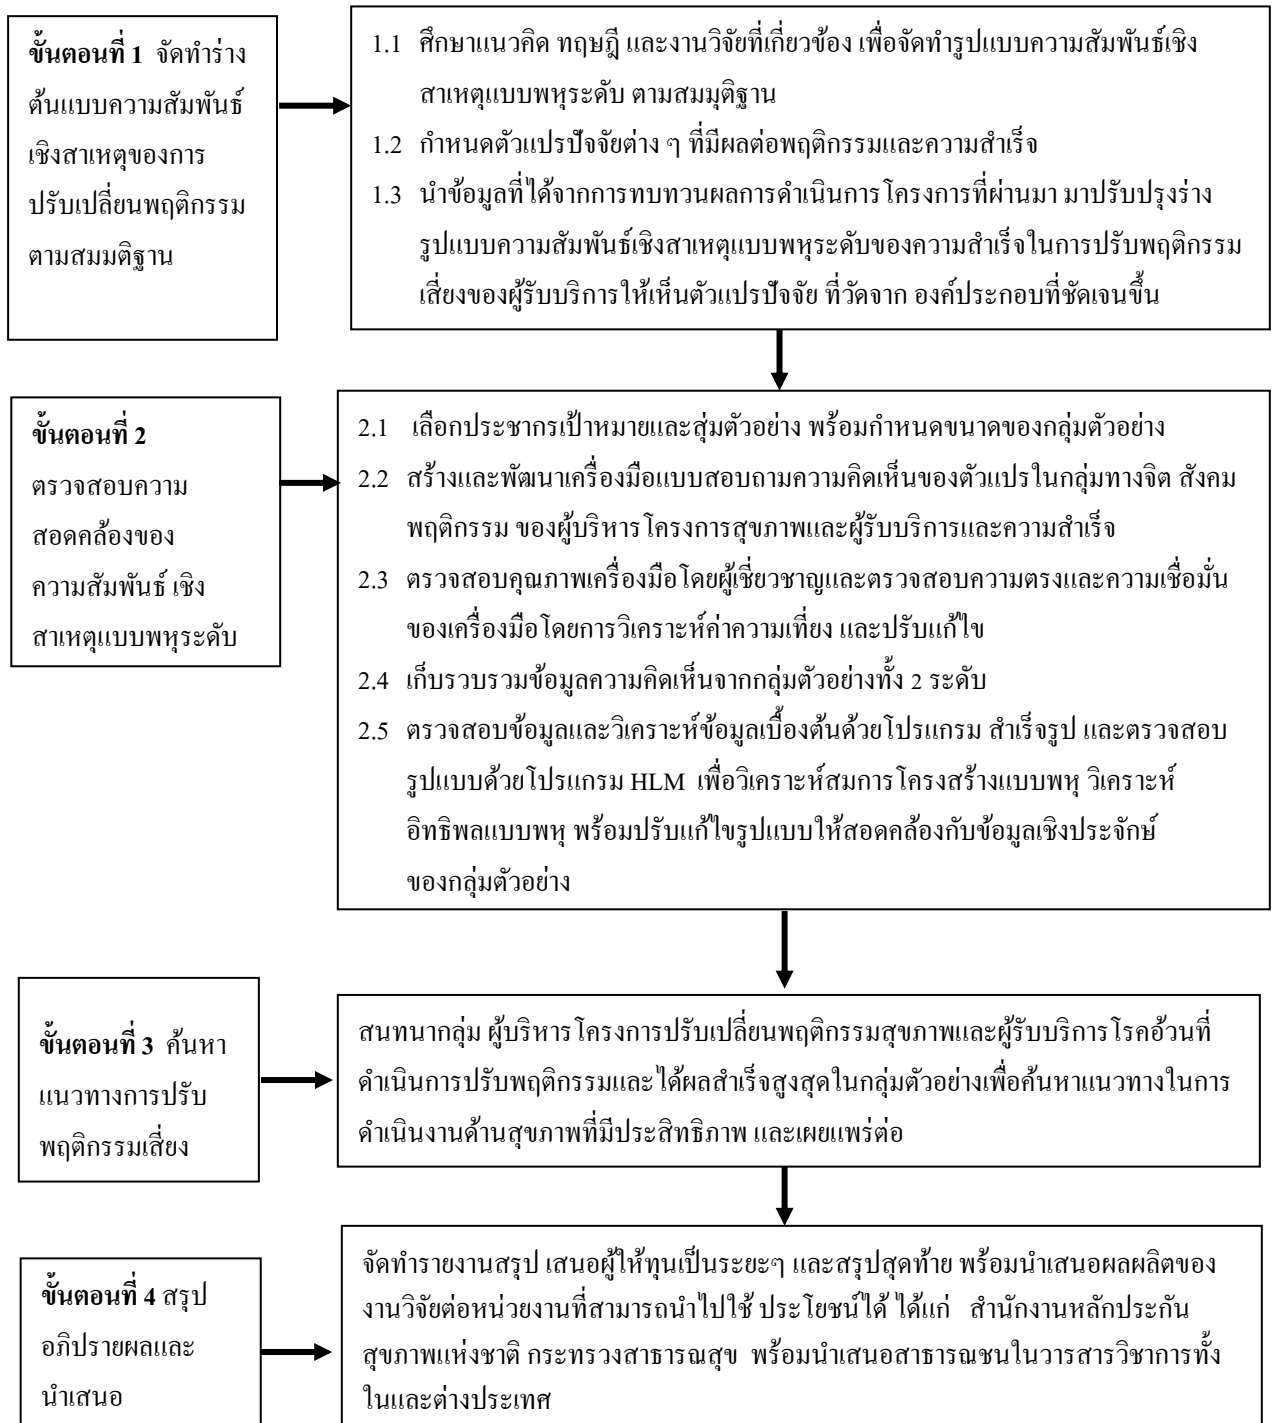 ขั้นตอนที่ 1 จัดทำร่าง
ต้นแบบความสัมพันธ์
เชิงสาเหตุของการ
ปรับเปลี่ยนพฤติกรรม
ตามสมมติฐาน
1.1 ศึกษาแนวคิด ทฤษฎี และงานวิจัยที่เกี่ยวข้อง เพื่อจัดทำรูปแบบความสัมพันธ์เชิง
สาเหตุแบบพหุระดับ ตามสมมุติฐาน
1.2 กำหนดตัวแปรปัจจัยต่าง ๆ ที่มีผลต่อพฤติกรรมและความสำเร็จ
1.3 นำข้อมูลที่ได้จากการทบทวนผลการดำเนินการโครงการที่ผ่านมา มาปรับปรุงร่าง
รูปแบบความสัมพันธ์เชิงสาเหตุแบบพหุระดับของความสำเร็จในการปรับพฤติกรรม
เสี่ยงของผู้รับบริการให้เห็นตัวแปรปัจจัย ที่วัดจาก องค์ประกอบที่ชัดเจนขึ้น
ขั้นตอนที่ 2
ตรวจสอบความ
สอดคล้องของ
ความสัมพันธ์ เชิง
สาเหตุแบบพหุระดับ
2.1 เลือกประชากรเป้าหมายและสุ่มตัวอย่าง พร้อมกำหนดขนาดของกลุ่มตัวอย่าง
2.2 สร้างและพัฒนาเครื่องมือแบบสอบถามความคิดเห็นของตัวแปรในกลุ่มทางจิต สังคม
พฤติกรรม ของผู้บริหารโครงการสุขภาพและผู้รับบริการและความสำเร็จ
2.3 ตรวจสอบคุณภาพเครื่องมือโดยผู้เชี่ยวชาญและตรวจสอบความตรงและความเชื่อมั่น
ของเครื่องมือโดยการวิเคราะห์ค่าความเที่ยง และปรับแก้ไข
2.4 เก็บรวบรวมข้อมูลความคิดเห็นจากกลุ่มตัวอย่างทั้ง 2 ระดับ
2.5 ตรวจสอบข้อมูลและวิเคราะห์ข้อมูลเบื้องต้นด้วยโปรแกรม สำเร็จรูป และตรวจสอบ
รูปแบบด้วยโปรแกรม HLM เพื่อวิเคราะห์สมการโครงสร้างแบบพหุ วิเคราะห์
อิทธิพลแบบพหุ พร้อมปรับแก้ไขรูปแบบให้สอดคล้องกับข้อมูลเชิงประจักษ์
ของกลุ่มตัวอย่าง
ขั้นตอนที่ 3 ค้นหา
แนวทางการปรับ
พฤติกรรมเสี่ยง
สนทนากลุ่ม ผู้บริหารโครงการปรับเปลี่ยนพฤติกรรมสุขภาพและผู้รับบริการโรคอ้วนที่
ดำเนินการปรับพฤติกรรมและได้ผลสำเร็จสูงสุดในกลุ่มตัวอย่างเพื่อค้นหาแนวทางในการ
ดำเนินงานด้านสุขภาพที่มีประสิทธิภาพ และเผยแพร่ต่อ
ขั้นตอนที่ 4 สรุป
อภิปรายผลและ
นำเสนอ
จัดทำรายงานสรุป เสนอผู้ให้ทุนเป็นระยะๆ และสรุปสุดท้าย พร้อมนำเสนอผลผลิตของ
งานวิจัยต่อหน่วยงานที่สามารถนำไปใช้ ประโยชน์ได้ ได้แก่ สำนักงานหลักประกัน
สุขภาพแห่งชาติ กระทรวงสาธารณสุข พร้อมนำเสนอสาธารณชนในวารสารวิชาการทั้ง
ในและต่างประเทศ